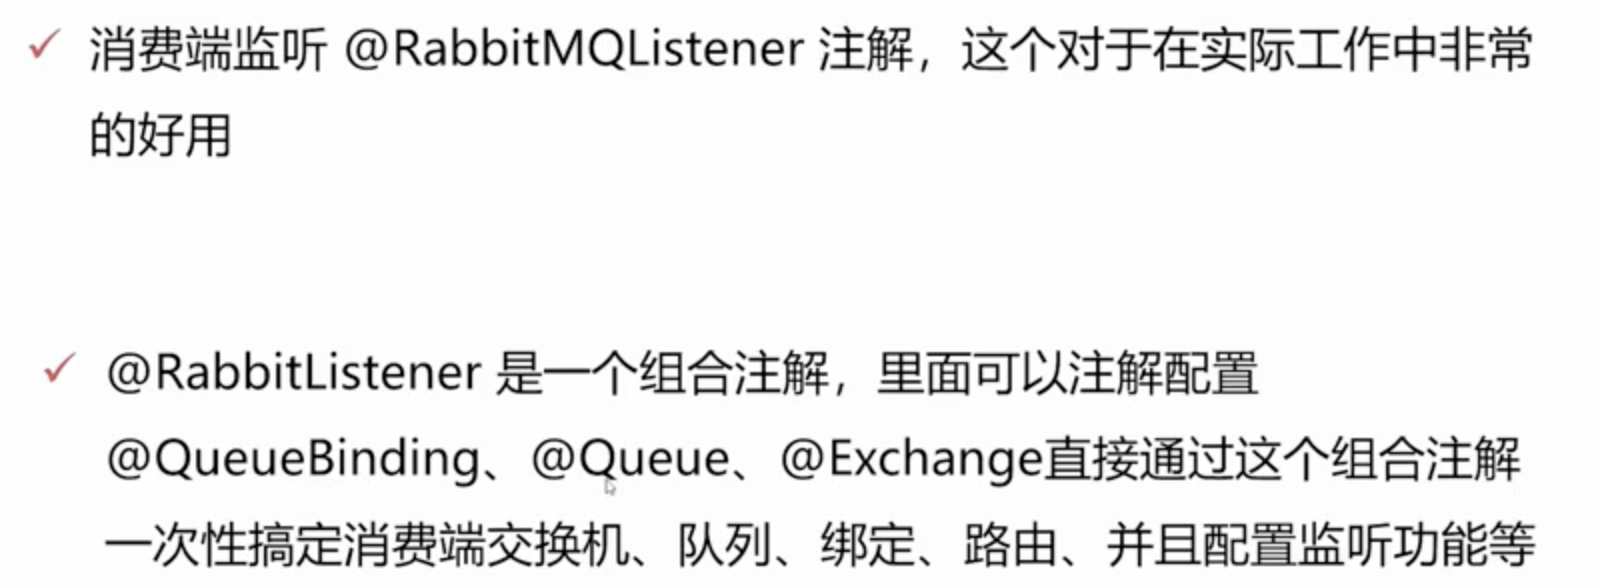 消费端监听 @RabbitMQListener 注解，这个对于在实际工作中非常
的好用
@RabbitListener 是一个组合注解，里面可以注解配置
@QueueBinding、@Queue、@Exchange直接通过这个组合注解
一次性搞定消费端交换机、队列、绑定、路由、并且配置监听功能等